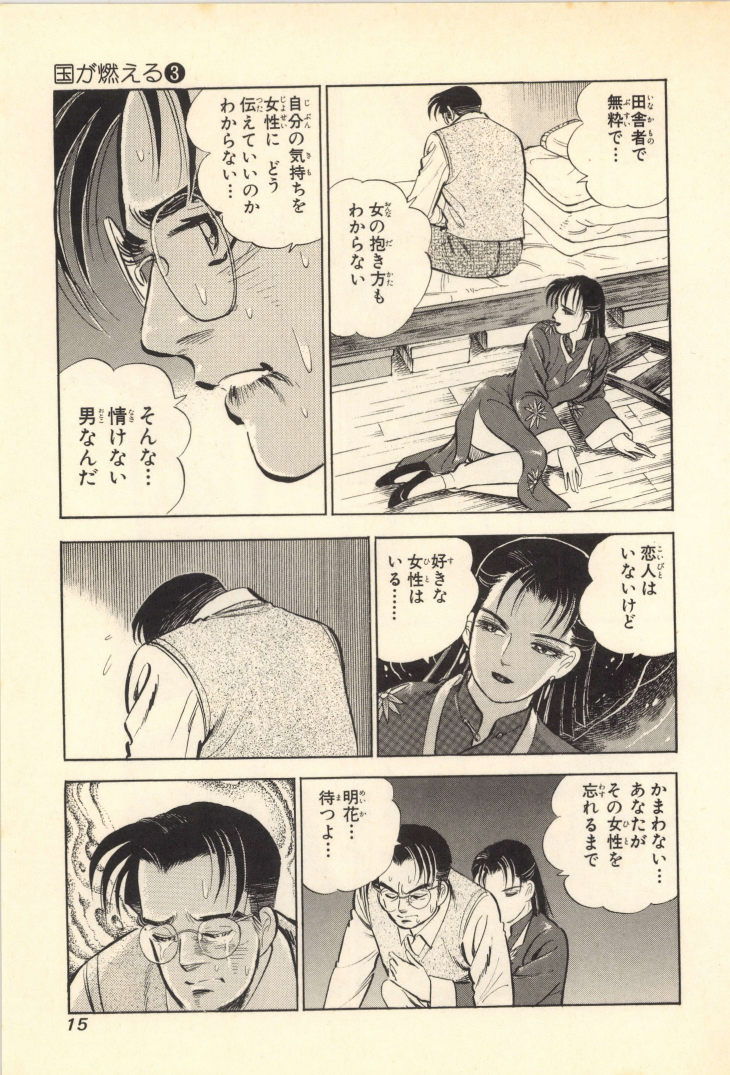 国が燃える❸
田舎者で
無粋で…
女の抱き方も
わからない
自分の気持ちを
女性に どう
伝えていいのか
わからない…
そんな…
情けない
男なんだ
恋人は
いないけど
好きな
女性は
いる……
かまわない…
あなたが
その女性を
忘れるまで
明花…
待つよ…
15